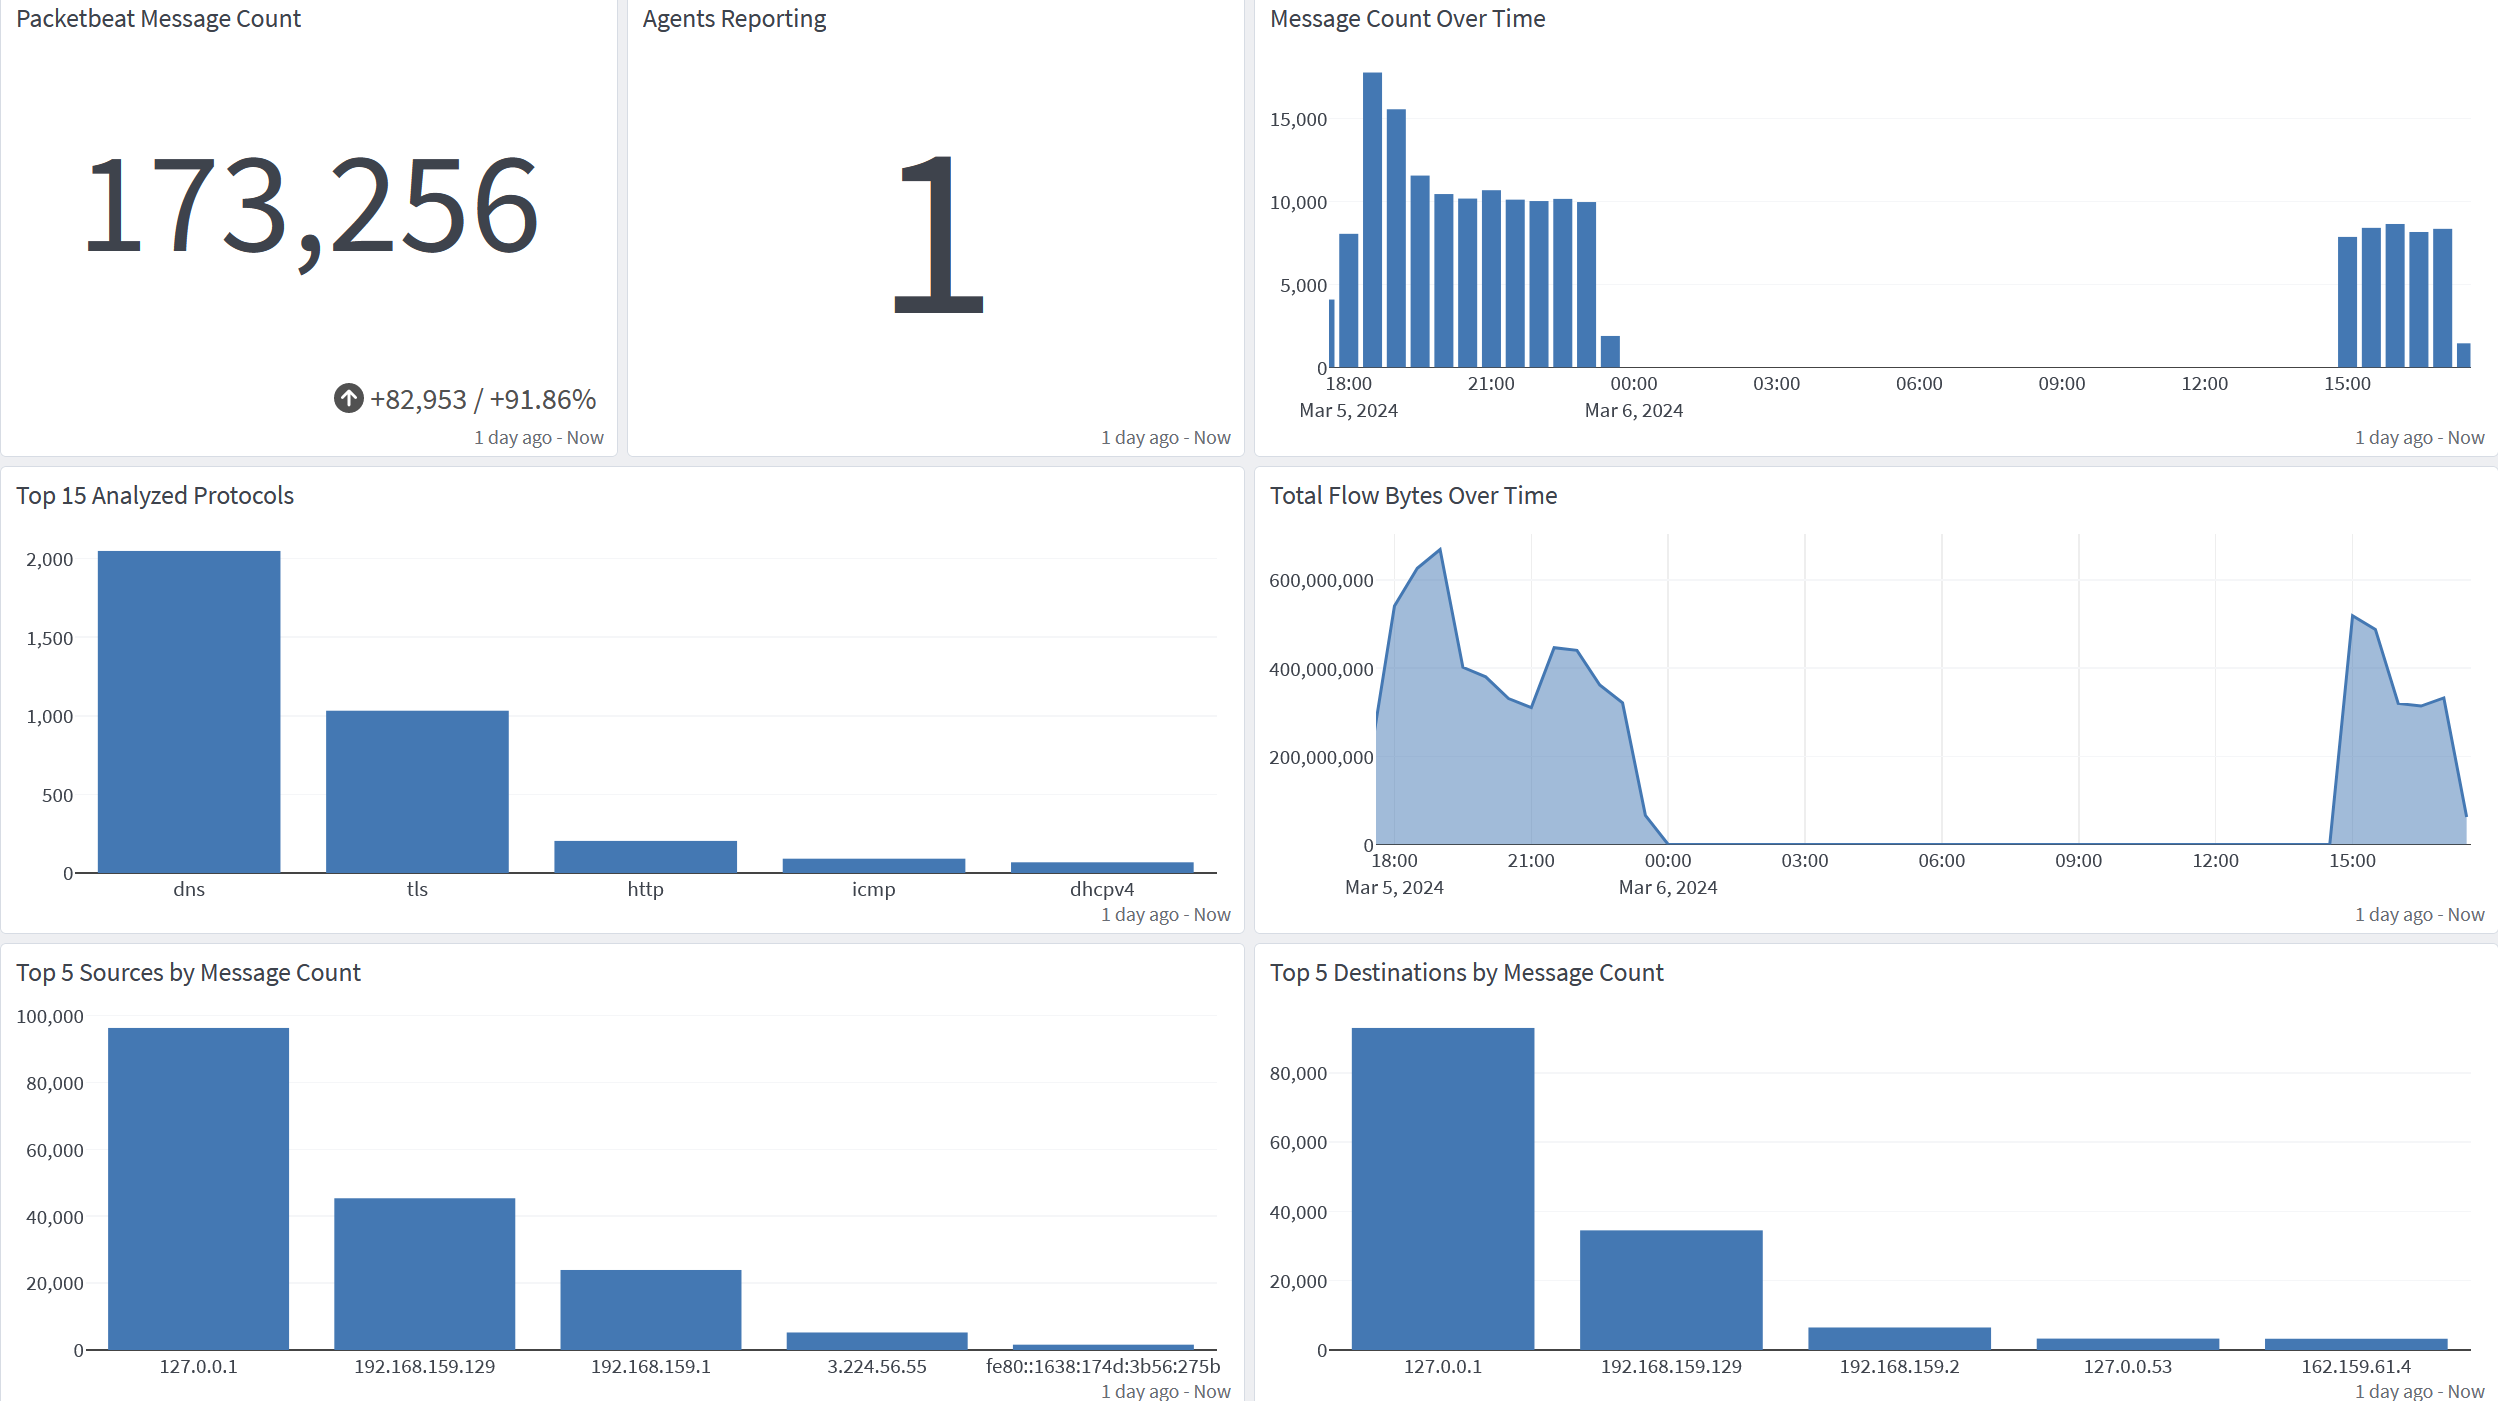 Packetbeat Message Count
173,256
+82,953 / +91.86%
1 day ago - Now
Agents Reporting
1
1 day ago - Now
Message Count Over Time
15,000
10,000
5,000
0
18:00 21:00 00:00 03:00 06:00 09:00 12:00 15:00
Mar 5, 2024 Mar 6, 2024
1 day ago - Now
Top 15 Analyzed Protocols
2,000
1,500
1,000
500
0
dns tls http icmp dhcpv4
1 day ago - Now
Total Flow Bytes Over Time
600,000,000
400,000,000
200,000,000
0
18:00 21:00 00:00 03:00 06:00 09:00 12:00 15:00
Mar 5, 2024 Mar 6, 2024
1 day ago - Now
Top 5 Sources by Message Count
100,000
80,000
60,000
40,000
20,000
0
127.0.0.1 192.168.159.129 192.168.159.1 3.224.56.55 fe80::1638:174d:3b56:275b
1 day ago - Now
Top 5 Destinations by Message Count
80,000
60,000
40,000
20,000
0
127.0.0.1 192.168.159.129 192.168.159.2 127.0.0.53 162.159.61.4
1 day ago - Now